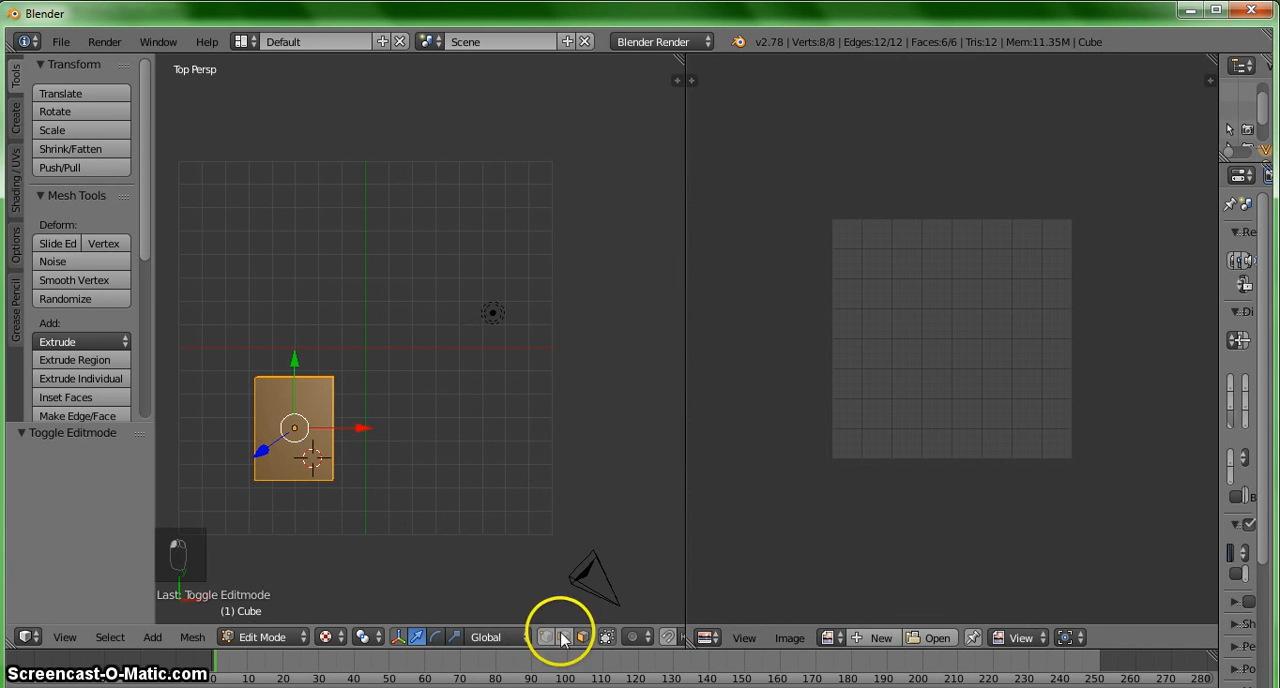 Blender
File Render Window Help Default Scene Blender Render v2.78 | Verts:8/8 | Edges:12/12 | Faces:6/6 | Tris:12 | Mem:11.35M | Cube
Tools
Create
Shading / UVs
Options
Grease Pencil
Transform
Translate
Rotate
Scale
Shrink/Fatten
Push/Pull
Mesh Tools
Deform:
Slide Ed Vertex
Noise
Smooth Vertex
Randomize
Add:
Extrude
Extrude Region
Extrude Individual
Inset Faces
Make Edge/Face
Toggle Editmode
Top Persp
Last: Toggle Editmode
(1) Cube
View Select Add Mesh Edit Mode Global
View Image New Open View
Re
Di
B
Sh
Pe
Po
0 10 20 30 40 50 60 70 80 90 100 110 120 130 140 150 160 170 180 190 200 210 220 230 240 250 260 270 280
Screencast-O-Matic.com